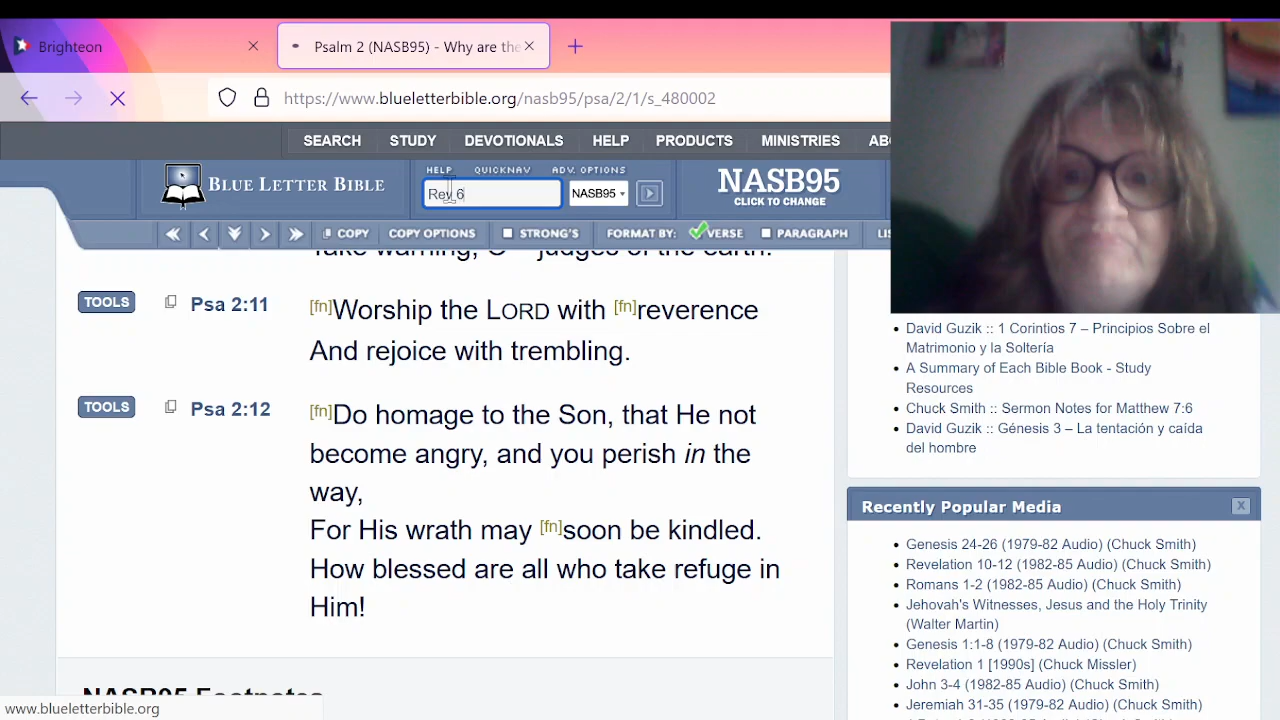 Brighteon
Psalm 2 (NASB95) - Why are the
https://www.blueletterbible.org/nasb95/psa/2/1/s_480002
SEARCH STUDY DEVOTIONALS HELP PRODUCTS MINISTRIES AB
HELP QUICKNAV ADV. OPTIONS
BLUE LETTER BIBLE
Rev 6
NASB95
NASB95
CLICK TO CHANGE
COPY COPY OPTIONS STRONG'S FORMAT BY: VERSE PARAGRAPH LIS
Take warning, O judges of the earth.
TOOLS Psa 2:11 [fn]Worship the LORD with [fn]reverence
And rejoice with trembling.
TOOLS Psa 2:12 [fn]Do homage to the Son, that He not
become angry, and you perish in the
way,
For His wrath may [fn]soon be kindled.
How blessed are all who take refuge in
Him!
NASB95 Footnotes
David Guzik :: 1 Corintios 7 – Principios Sobre el
Matrimonio y la Soltería
A Summary of Each Bible Book - Study
Resources
Chuck Smith :: Sermon Notes for Matthew 7:6
David Guzik :: Génesis 3 – La tentación y caída
del hombre
Recently Popular Media
X
Genesis 24-26 (1979-82 Audio) (Chuck Smith)
Revelation 10-12 (1982-85 Audio) (Chuck Smith)
Romans 1-2 (1982-85 Audio) (Chuck Smith)
Jehovah's Witnesses, Jesus and the Holy Trinity
(Walter Martin)
Genesis 1:1-8 (1979-82 Audio) (Chuck Smith)
Revelation 1 [1990s] (Chuck Missler)
John 3-4 (1982-85 Audio) (Chuck Smith)
Jeremiah 31-35 (1979-82 Audio) (Chuck Smith)
www.blueletterbible.org